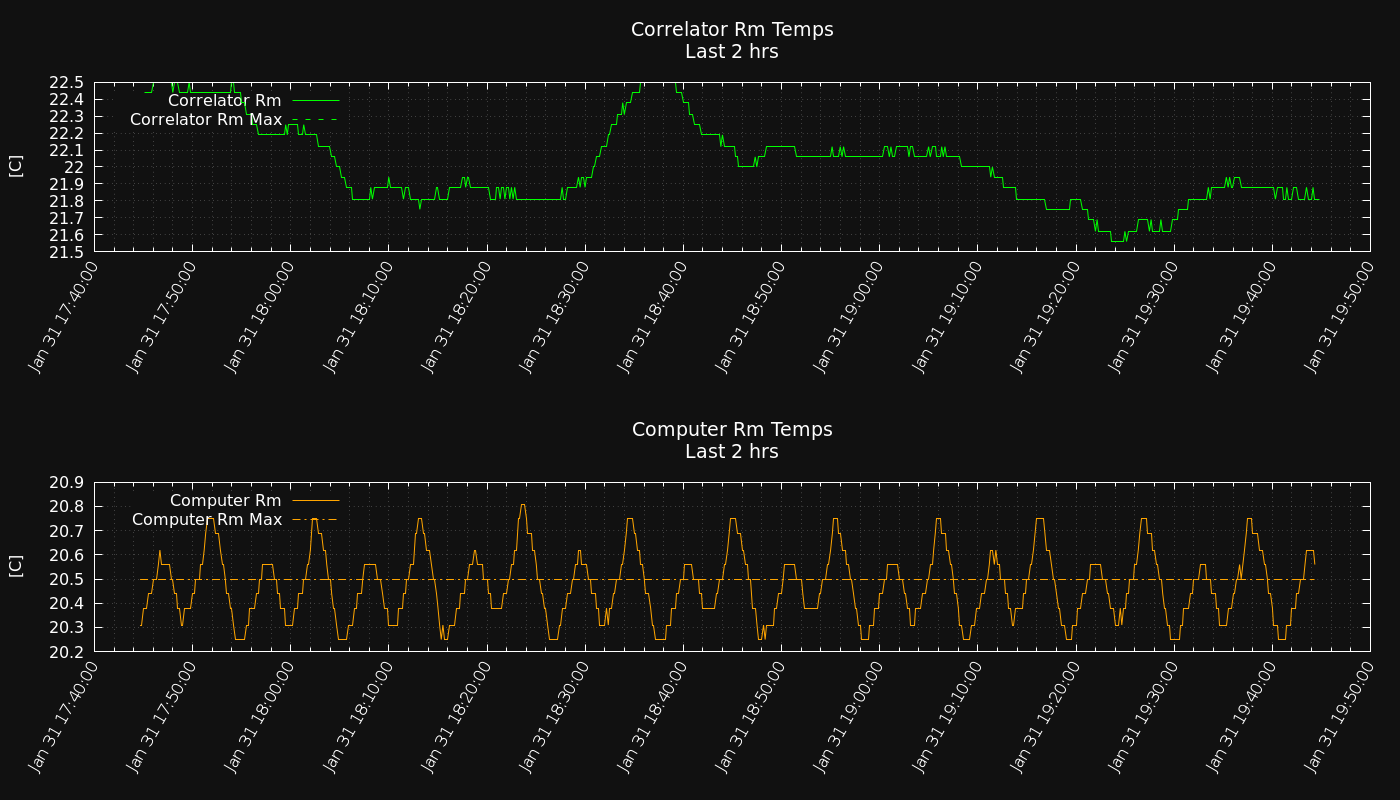 Correlator Rm Temps
Last 2 hrs
22.5
22.4
22.3
22.2
22.1
22
21.9
21.8
21.7
21.6
21.5
[C]
Correlator Rm
Correlator Rm Max
Jan 31 17:40:00
Jan 31 17:50:00
Jan 31 18:00:00
Jan 31 18:10:00
Jan 31 18:20:00
Jan 31 18:30:00
Jan 31 18:40:00
Jan 31 18:50:00
Jan 31 19:00:00
Jan 31 19:10:00
Jan 31 19:20:00
Jan 31 19:30:00
Jan 31 19:40:00
Jan 31 19:50:00
Computer Rm Temps
Last 2 hrs
20.9
20.8
20.7
20.6
20.5
20.4
20.3
20.2
[C]
Computer Rm
Computer Rm Max
Jan 31 17:40:00
Jan 31 17:50:00
Jan 31 18:00:00
Jan 31 18:10:00
Jan 31 18:20:00
Jan 31 18:30:00
Jan 31 18:40:00
Jan 31 18:50:00
Jan 31 19:00:00
Jan 31 19:10:00
Jan 31 19:20:00
Jan 31 19:30:00
Jan 31 19:40:00
Jan 31 19:50:00